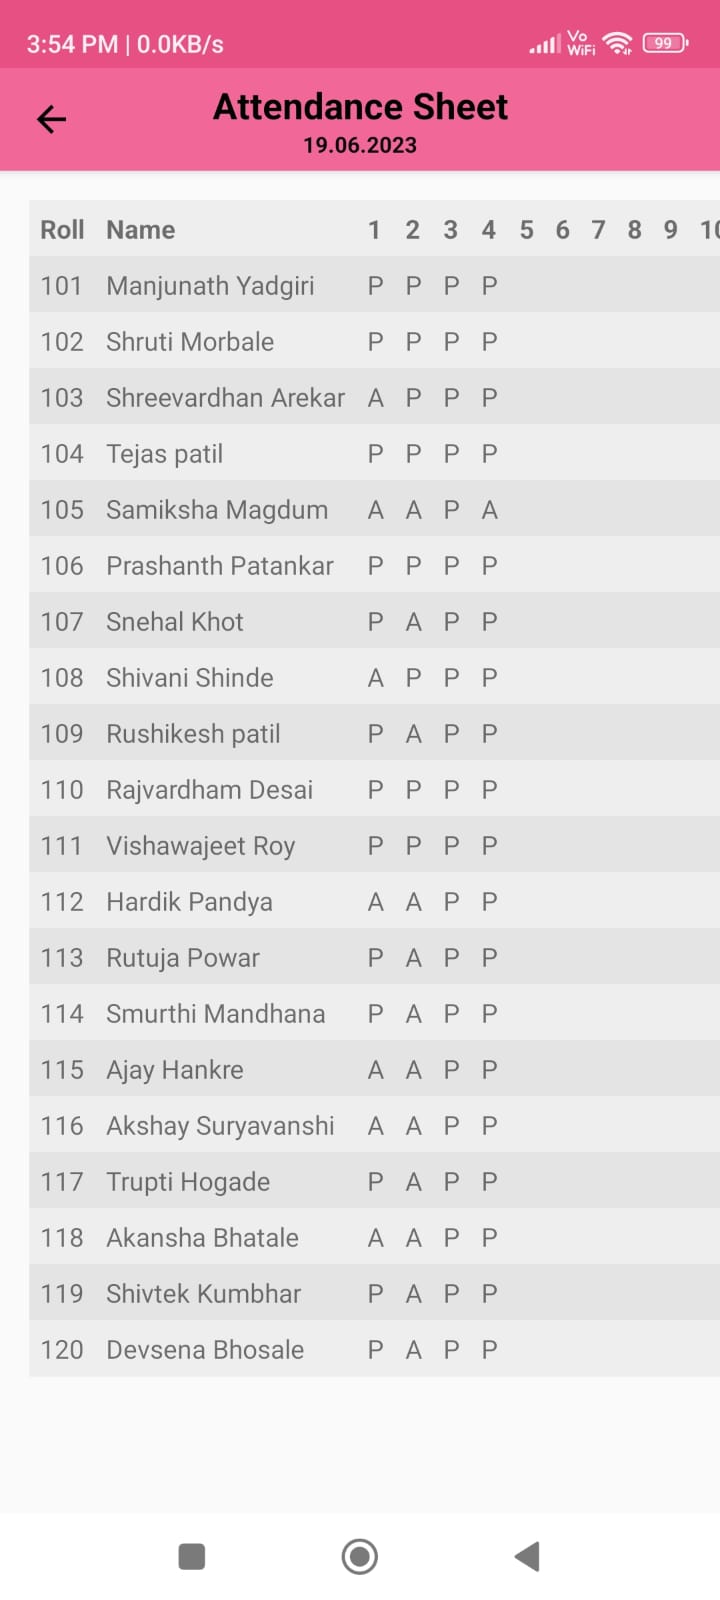 3:54 PM | 0.0KB/s Vo WiFi 99
Attendance Sheet
19.06.2023
Roll Name 1 2 3 4 5 6 7 8 9 10
101 Manjunath Yadgiri P P P P
102 Shruti Morbale P P P P
103 Shreevardhan Arekar A P P P
104 Tejas patil P P P P
105 Samiksha Magdum A A P A
106 Prashanth Patankar P P P P
107 Snehal Khot P A P P
108 Shivani Shinde A P P P
109 Rushikesh patil P A P P
110 Rajvardham Desai P P P P
111 Vishawajeet Roy P P P P
112 Hardik Pandya A A P P
113 Rutuja Powar P A P P
114 Smurthi Mandhana P A P P
115 Ajay Hankre A A P P
116 Akshay Suryavanshi A A P P
117 Trupti Hogade P A P P
118 Akansha Bhatale A A P P
119 Shivtek Kumbhar P A P P
120 Devsena Bhosale P A P P